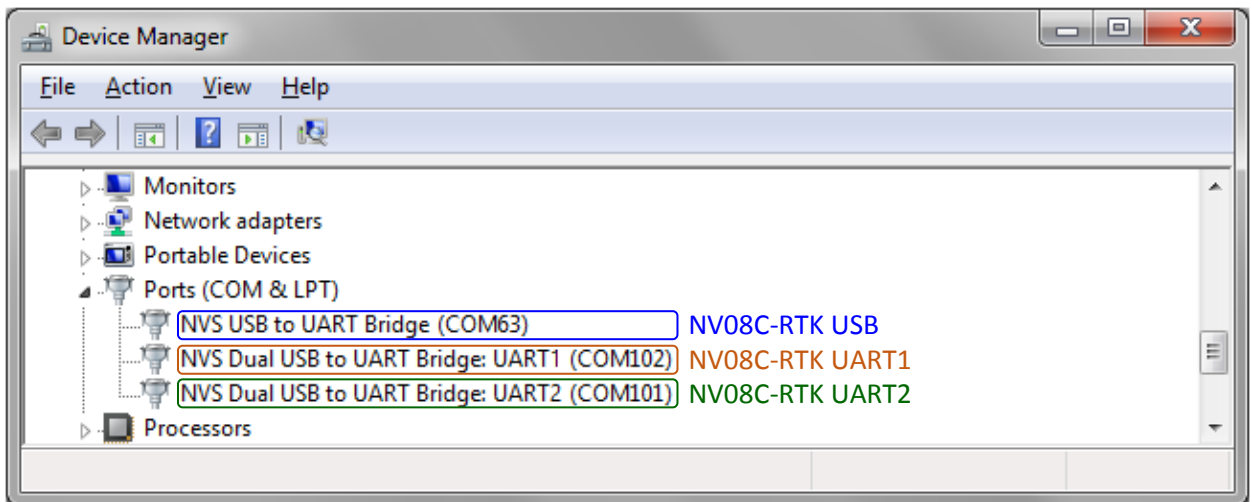 Device Manager
File Action View Help
Monitors
Network adapters
Portable Devices
Ports (COM & LPT)
NVS USB to UART Bridge (COM63) NV08C-RTK USB
NVS Dual USB to UART Bridge: UART1 (COM102) NV08C-RTK UART1
NVS Dual USB to UART Bridge: UART2 (COM101) NV08C-RTK UART2
Processors